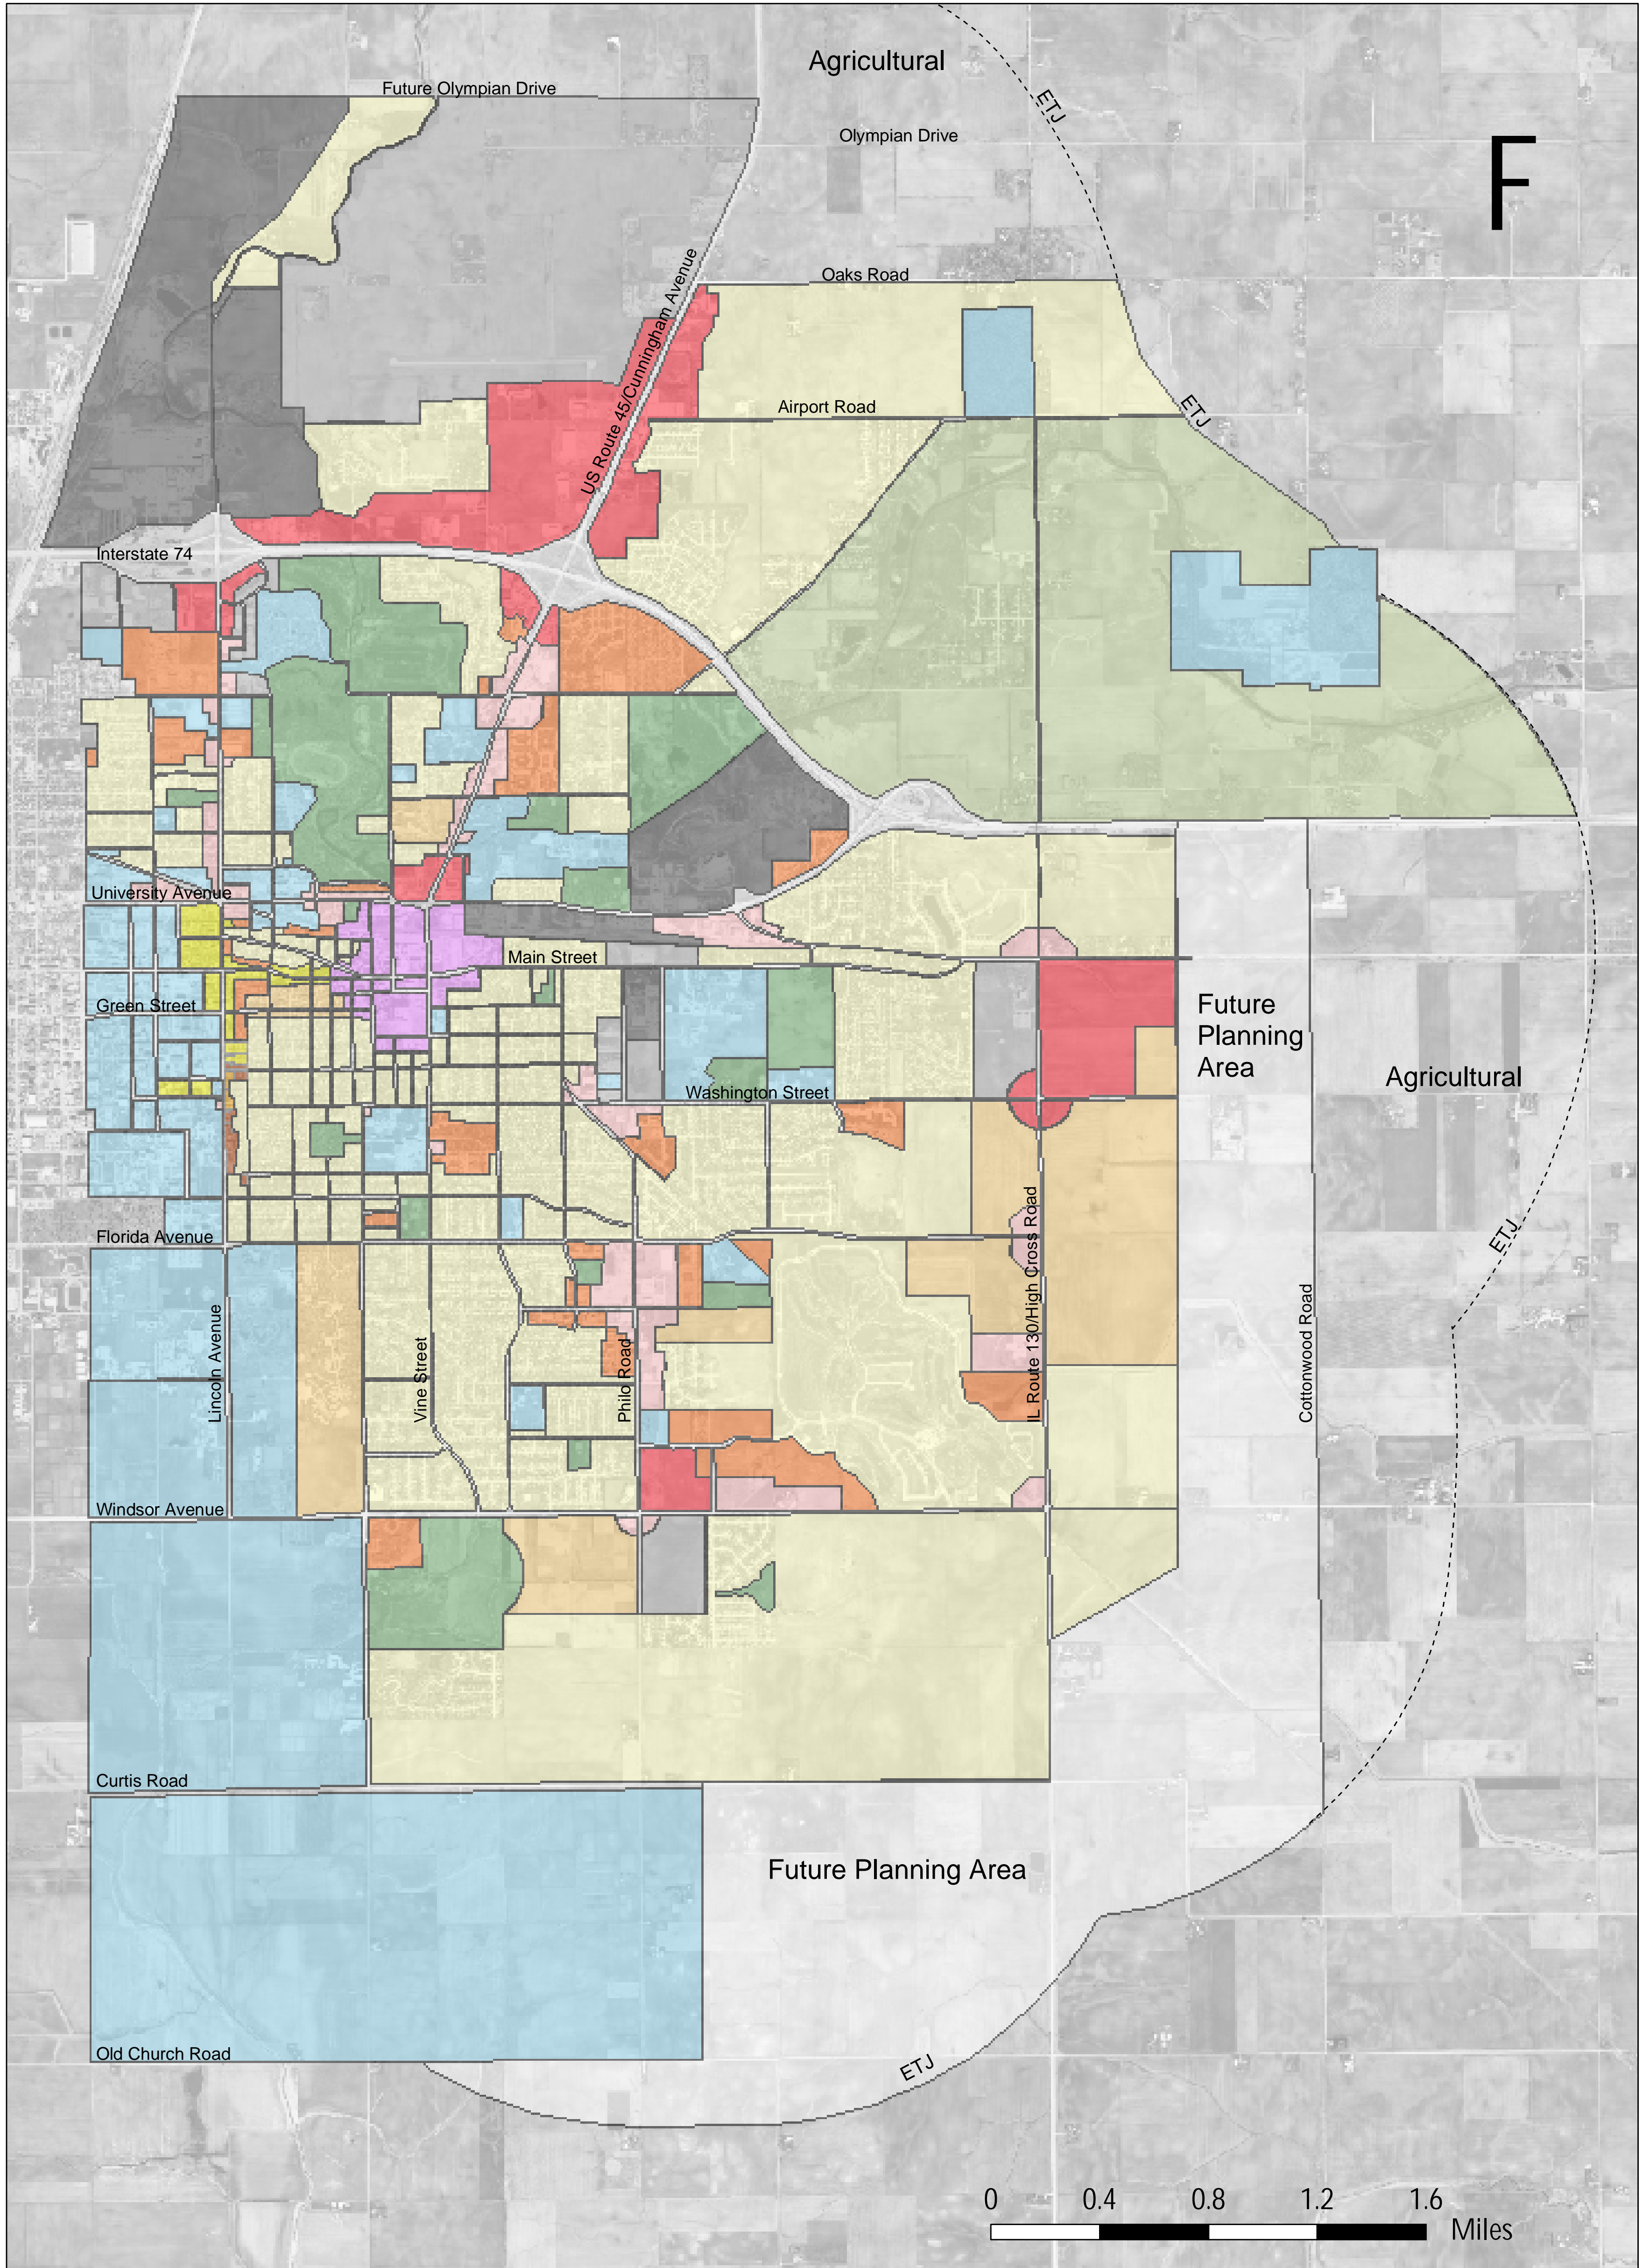 Agricultural
Future Olympian Drive
ETJ
Olympian Drive
F
Oaks Road
US Route 45/Cunningham Avenue
Airport Road
ETJ
Interstate 74
University Avenue
Main Street
Green Street
Future
Planning
Area
Agricultural
Washington Street
Florida Avenue
IL Route 130/High Cross Road
ETJ
Lincoln Avenue
Vine Street
Philo Road
Cottonwood Road
Windsor Avenue
Curtis Road
Future Planning Area
Old Church Road
ETJ
0 0.4 0.8 1.2 1.6
Miles